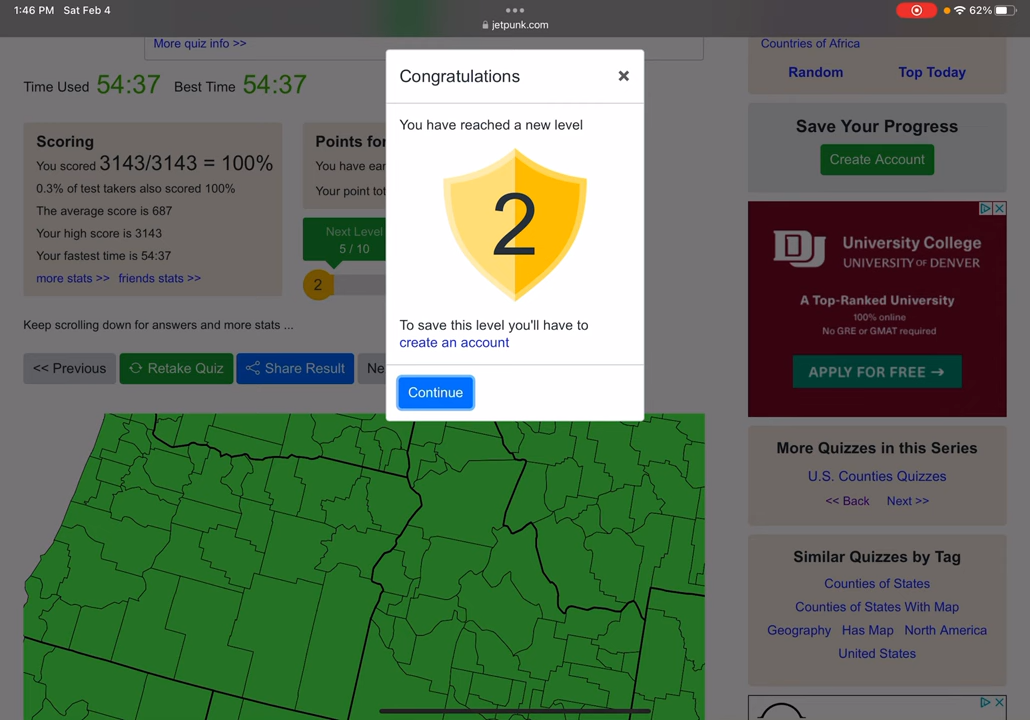 1:46 PM Sat Feb 4
62%
jetpunk.com
More quiz info >>
Time Used 54:37 Best Time 54:37
Scoring
You scored 3143/3143 = 100%
0.3% of test takers also scored 100%
The average score is 687
Your high score is 3143
Your fastest time is 54:37
more stats >> friends stats >>
Points for
You have ear
Your point tot
Next Level
5 / 10
2
Keep scrolling down for answers and more stats ...
<< Previous
Retake Quiz
Share Result
Ne
Congratulations
×
You have reached a new level
2
To save this level you'll have to
create an account
Continue
Countries of Africa
Random Top Today
Save Your Progress
Create Account
DU University College
UNIVERSITY OF DENVER
A Top-Ranked University
100% online
No GRE or GMAT required
APPLY FOR FREE →
More Quizzes in this Series
U.S. Counties Quizzes
<< Back Next >>
Similar Quizzes by Tag
Counties of States
Counties of States With Map
Geography Has Map North America
United States